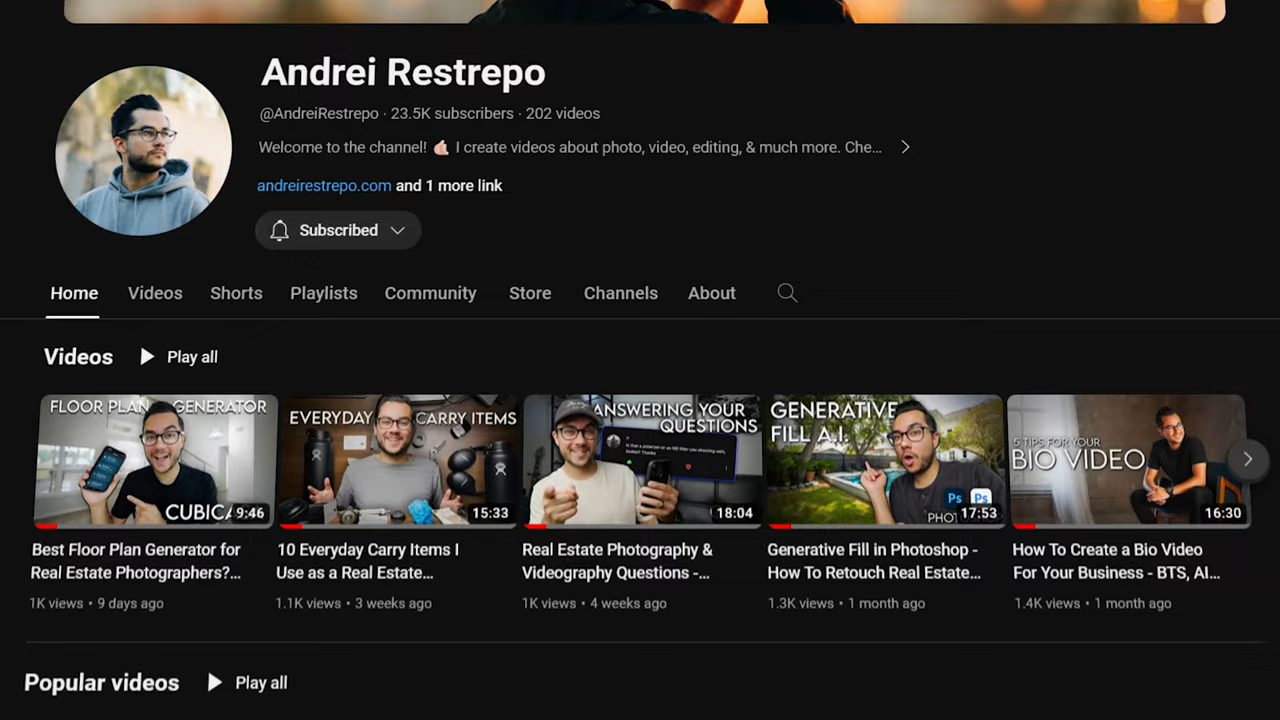 Andrei Restrepo
@AndreiRestrepo · 23.5K subscribers · 202 videos
Welcome to the channel! 🤙🏻 I create videos about photo, video, editing, & much more. Che...
andreirestrepo.com and 1 more link
Subscribed
Home Videos Shorts Playlists Community Store Channels About
Videos Play all
FLOOR PLAN GENERATOR
CUBICA
9:46
EVERYDAY CARRY ITEMS
15:33
ANSWERING YOUR
QUESTIONS
18:04
GENERATIVE
FILL A.I.
Ps Ps
17:53
5 TIPS FOR YOUR
BIO VIDEO
16:30
Best Floor Plan Generator for
Real Estate Photographers?...
1K views • 9 days ago
10 Everyday Carry Items I
Use as a Real Estate...
1.1K views • 3 weeks ago
Real Estate Photography &
Videography Questions -...
1K views • 4 weeks ago
Generative Fill in Photoshop -
How To Retouch Real Estate...
1.3K views • 1 month ago
How To Create a Bio Video
For Your Business - BTS, AI...
1.4K views • 1 month ago
Popular videos Play all